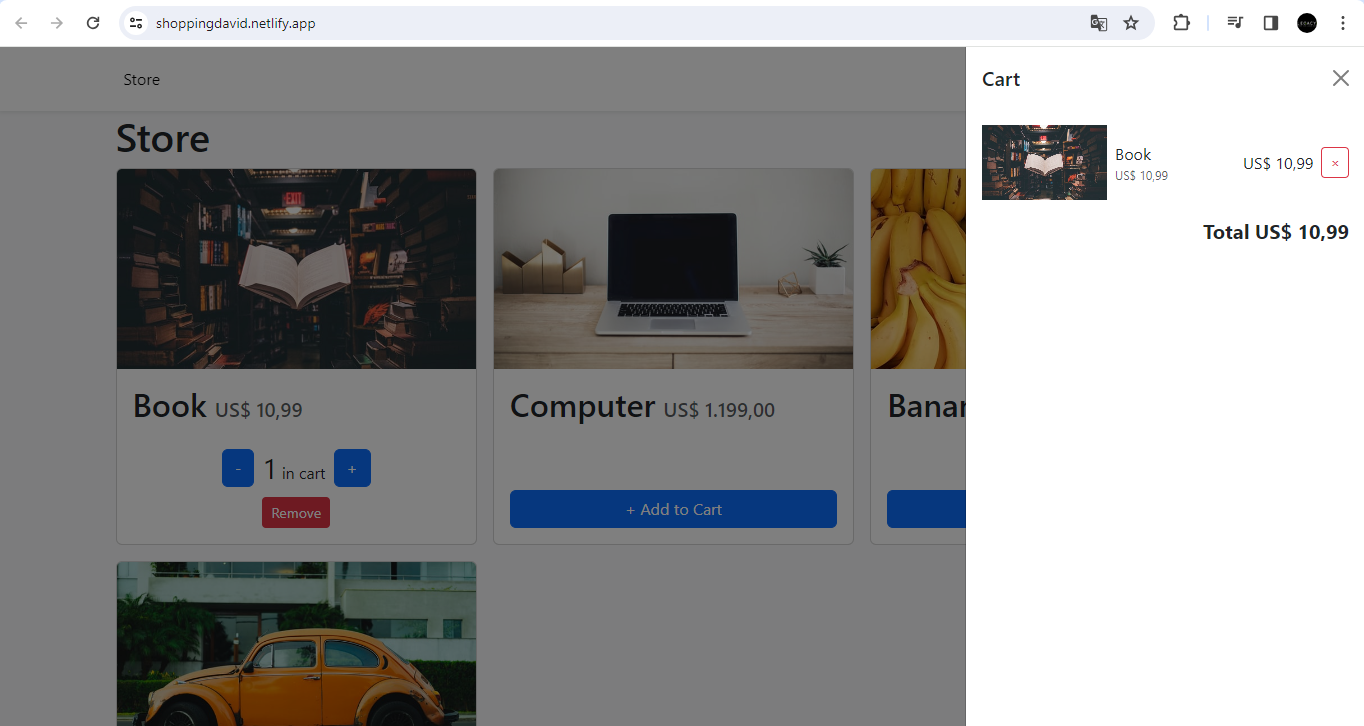 shoppingdavid.netlify.app
Store
Store
EXIT
Book US$ 10,99
- 1 in cart +
Remove
Computer US$ 1.199,00
+ Add to Cart
Cart
Book
US$ 10,99
US$ 10,99 ×
Total US$ 10,99